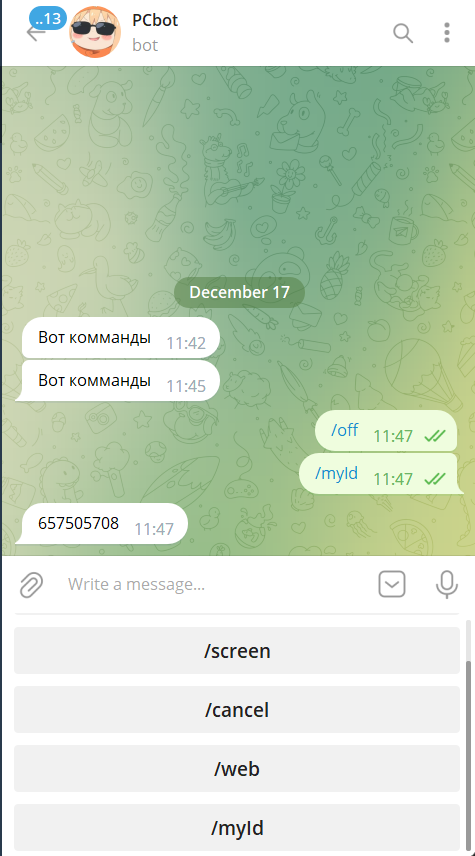 ..13
PCbot
bot
December 17
Вот комманды 11:42
Вот комманды 11:45
/off 11:47
/myId 11:47
657505708 11:47
Write a message...
/screen
/cancel
/web
/myId